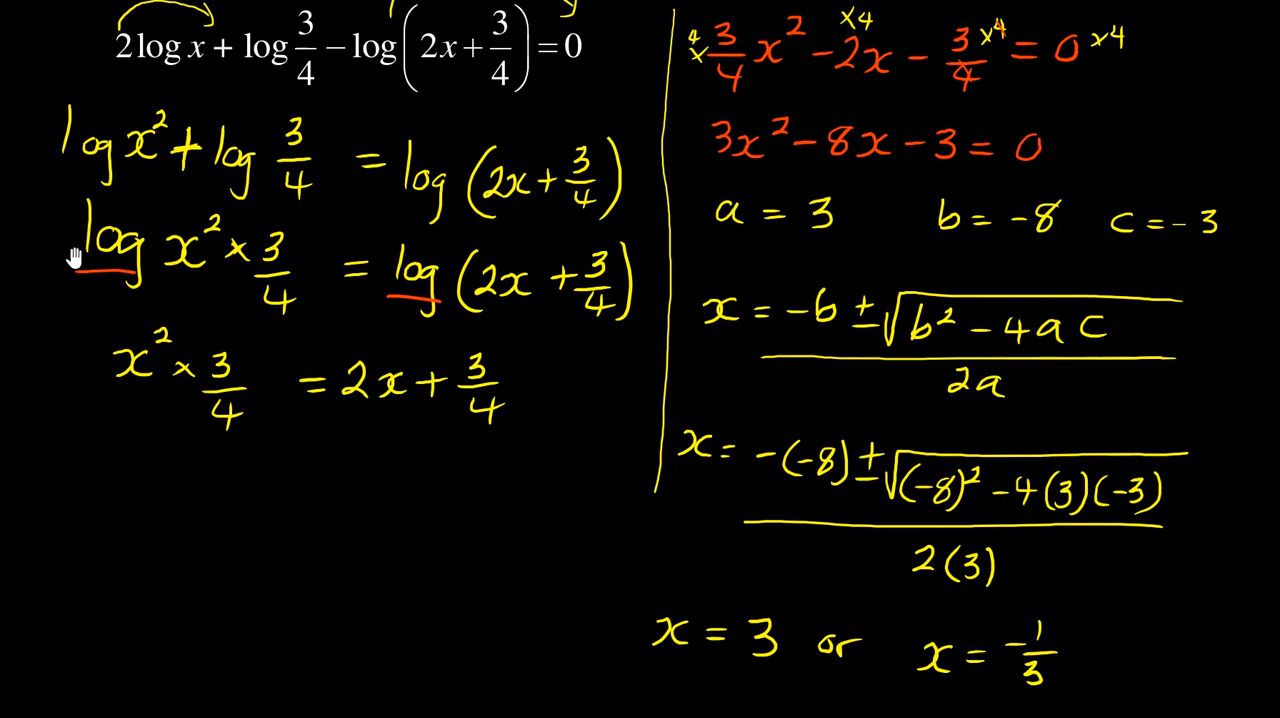 2 log x + log 3/4 − log(2x + 3/4) = 0
log x² + log 3/4 = log (2x + 3/4)
log x² × 3/4 = log (2x + 3/4)
x² × 3/4 = 2x + 3/4
4 × 3/4 x² − 2x ×4 − 3/4 ×4 = 0 ×4
3x² − 8x − 3 = 0
a = 3 b = −8 c = −3
x = −b ± √(b² − 4ac) / 2a
x = −(−8) ± √((−8)² − 4(3)(−3)) / 2(3)
x = 3 or x = −1/3